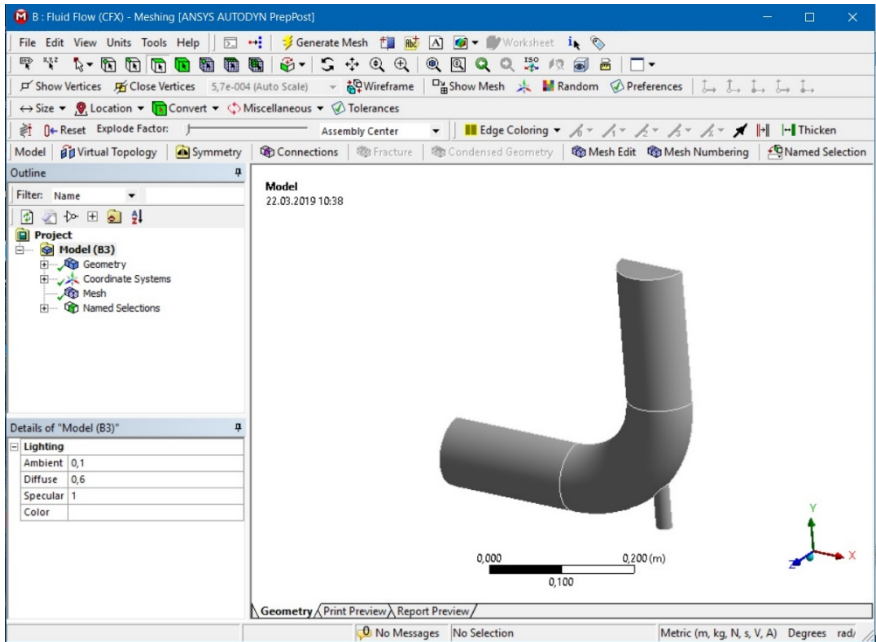 B : Fluid Flow (CFX) - Meshing [ANSYS AUTODYN PrepPost]
File Edit View Units Tools Help Generate Mesh A Worksheet
Show Vertices Close Vertices 5,7e-004 (Auto Scale) Wireframe Show Mesh Random Preferences
Size Location Convert Miscellaneous Tolerances
Reset Explode Factor: Assembly Center Edge Coloring Thicken
Model Virtual Topology Symmetry Connections Fracture Condensed Geometry Mesh Edit Mesh Numbering Named Selection
Outline
Filter: Name
Project
Model (B3)
Geometry
Coordinate Systems
Mesh
Named Selections
Details of "Model (B3)"
Lighting
Ambient 0,1
Diffuse 0,6
Specular 1
Color
Model
22.03.2019 10:38
0,000 0,200 (m)
0,100
Y
X
Z
Geometry Print Preview Report Preview
No Messages No Selection Metric (m, kg, N, s, V, A) Degrees rad/